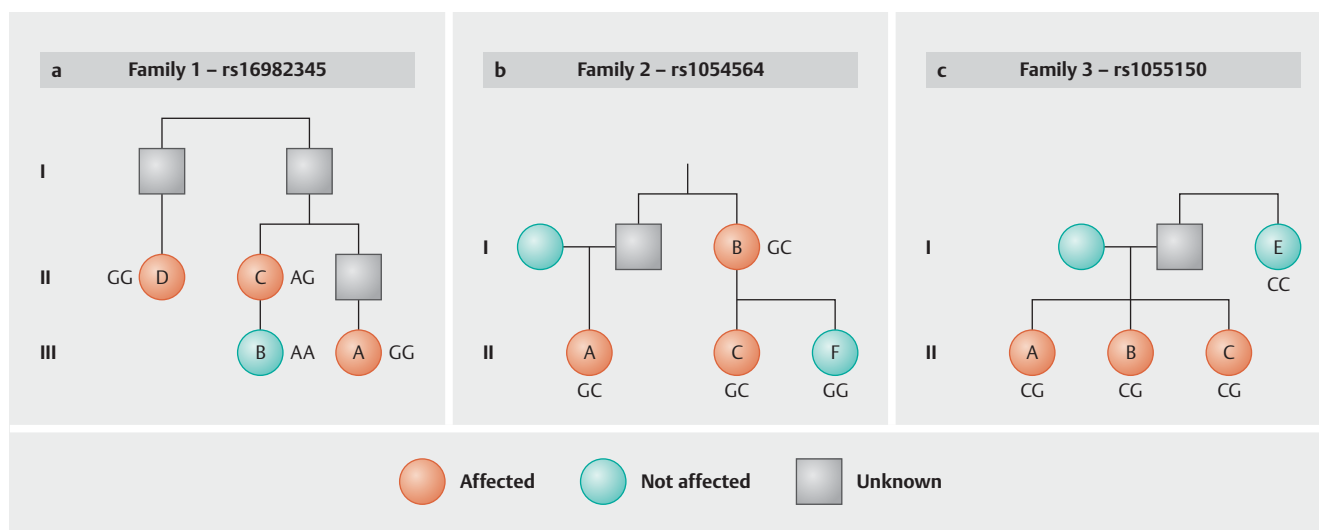 a Family 1 – rs16982345
I
II
III
GG D
C AG
B AA
A GG
b Family 2 – rs1054564
I
II
B GC
A
GC
C
GC
F
GG
c Family 3 – rs1055150
I
II
E
CC
A
CG
B
CG
C
CG
Affected Not affected Unknown